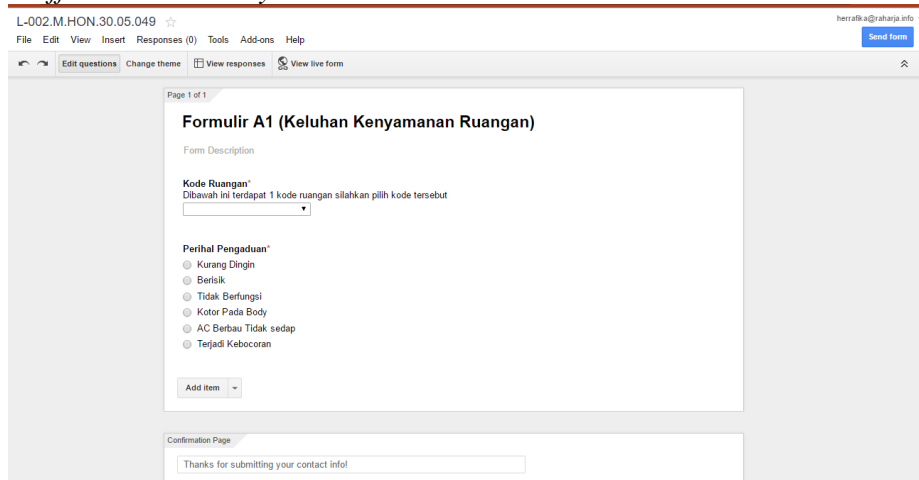 L-002.M.HON.30.05.049
herrafika@raharja.info
File Edit View Insert Responses (0) Tools Add-ons Help
Send form
Edit questions Change theme View responses View live form
Page 1 of 1
Formulir A1 (Keluhan Kenyamanan Ruangan)
Form Description
Kode Ruangan*
Dibawah ini terdapat 1 kode ruangan silahkan pilih kode tersebut
Perihal Pengaduan*
Kurang Dingin
Berisik
Tidak Berfungsi
Kotor Pada Body
AC Berbau Tidak sedap
Terjadi Kebocoran
Add item
Confirmation Page
Thanks for submitting your contact info!